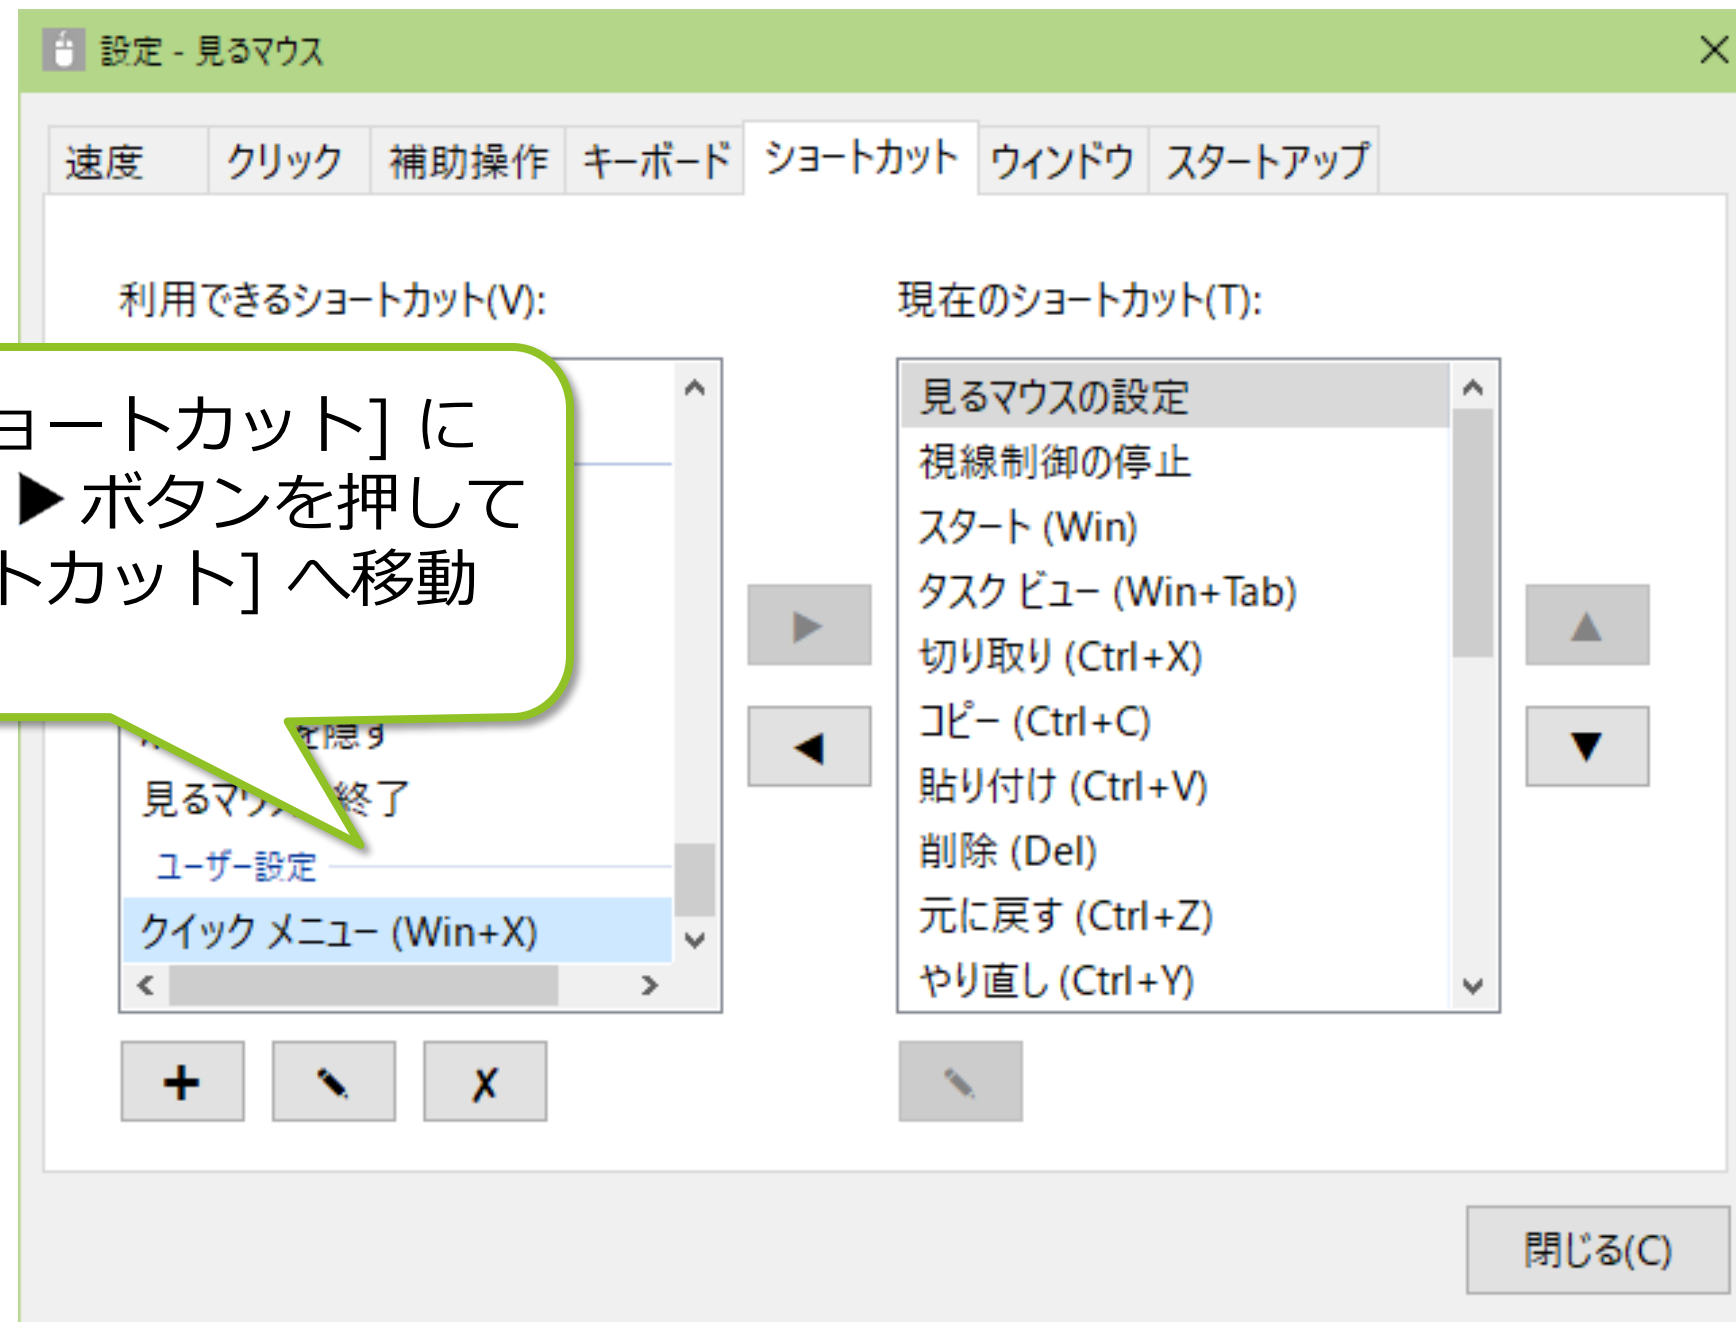 設定 - 見るマウス
速度 クリック 補助操作 キーボード ショートカット ウィンドウ スタートアップ
利用できるショートカット(V):
ョートカット] に
▶ボタンを押して
トカット] へ移動
を隠す
見るマウス 終了
ユーザー設定
クイック メニュー (Win+X)
現在のショートカット(T):
見るマウスの設定
視線制御の停止
スタート (Win)
タスク ビュー (Win+Tab)
切り取り (Ctrl+X)
コピー (Ctrl+C)
貼り付け (Ctrl+V)
削除 (Del)
元に戻す (Ctrl+Z)
やり直し (Ctrl+Y)
閉じる(C)